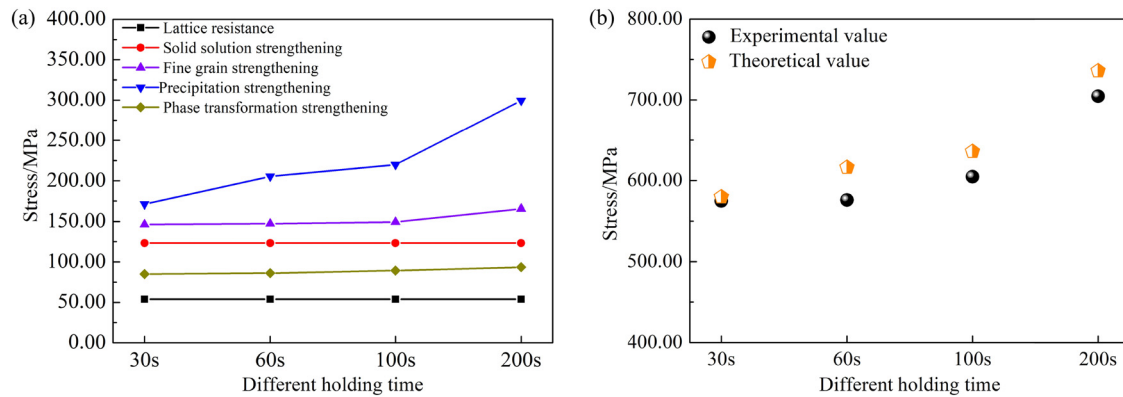 (a)
400.00
350.00
300.00
250.00
200.00
150.00
100.00
50.00
0.00
Stress/MPa
Lattice resistance
Solid solution strengthening
Fine grain strengthening
Precipitation strengthening
Phase transformation strengthening
30s 60s 100s 200s
Different holding time
(b)
800.00
700.00
600.00
500.00
400.00
Stress/MPa
Experimental value
Theoretical value
30s 60s 100s 200s
Different holding time